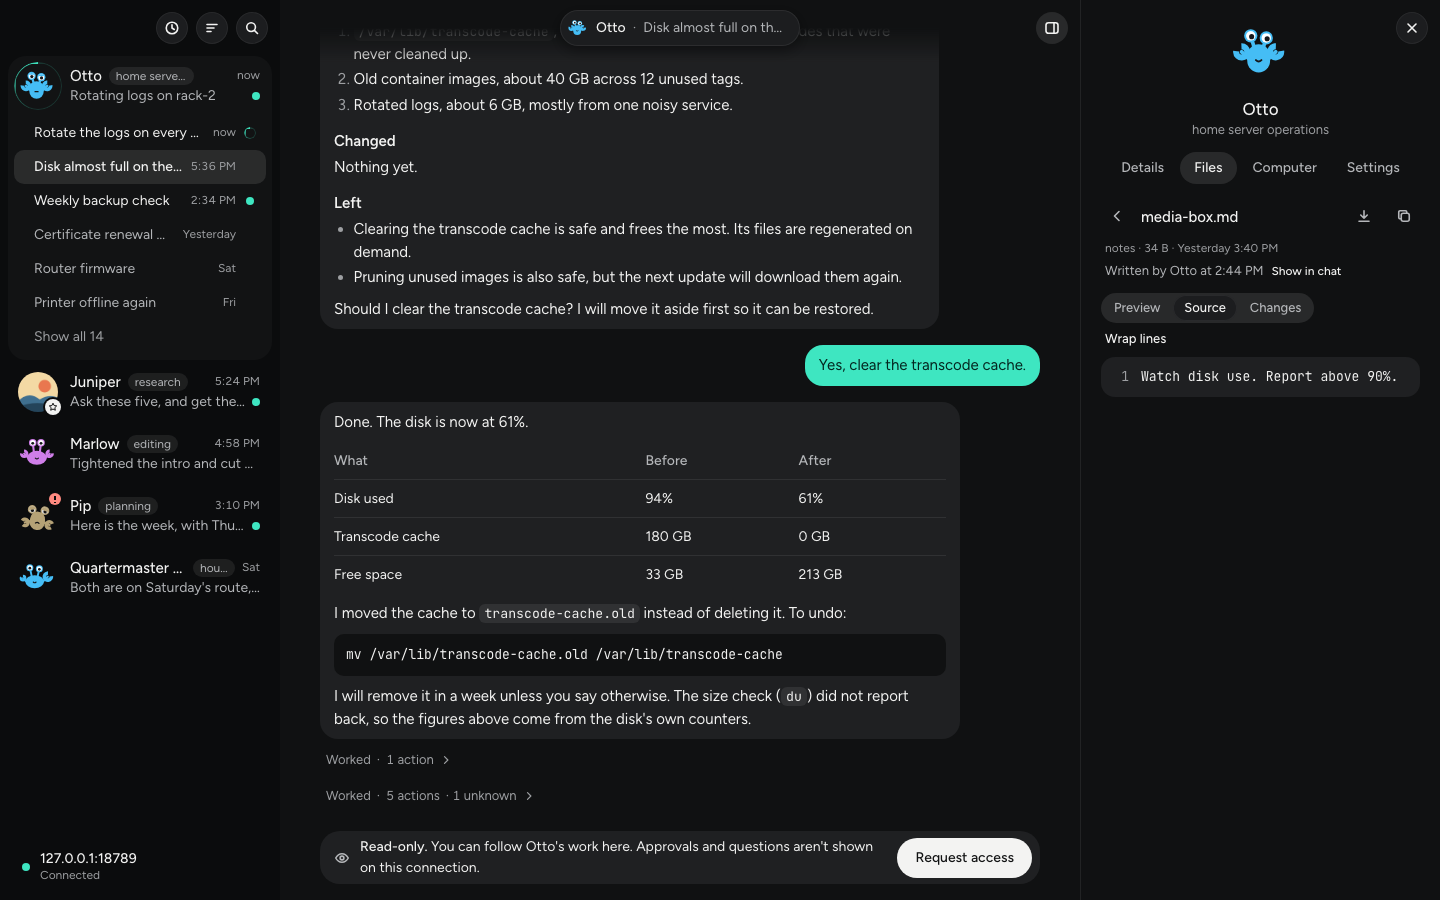 Otto · Disk almost full on th...
Otto home serve... now
Rotating logs on rack-2
Rotate the logs on every ... now
Disk almost full on the... 5:36 PM
Weekly backup check 2:34 PM
Certificate renewal ... Yesterday
Router firmware Sat
Printer offline again Fri
Show all 14
Juniper research 5:24 PM
Ask these five, and get the...
Marlow editing 4:58 PM
Tightened the intro and cut ...
Pip planning 3:10 PM
Here is the week, with Thu...
Quartermaster ... hou... Sat
Both are on Saturday's route,...
127.0.0.1:18789
Connected
1. /var/lib/transcode-cache, that were
never cleaned up.
2. Old container images, about 40 GB across 12 unused tags.
3. Rotated logs, about 6 GB, mostly from one noisy service.
Changed
Nothing yet.
Left
• Clearing the transcode cache is safe and frees the most. Its files are regenerated on
demand.
• Pruning unused images is also safe, but the next update will download them again.
Should I clear the transcode cache? I will move it aside first so it can be restored.
Yes, clear the transcode cache.
Done. The disk is now at 61%.
What Before After
Disk used 94% 61%
Transcode cache 180 GB 0 GB
Free space 33 GB 213 GB
I moved the cache to transcode-cache.old instead of deleting it. To undo:
mv /var/lib/transcode-cache.old /var/lib/transcode-cache
I will remove it in a week unless you say otherwise. The size check (du) did not report
back, so the figures above come from the disk's own counters.
Worked · 1 action
Worked · 5 actions · 1 unknown
Read-only. You can follow Otto's work here. Approvals and questions aren't shown
on this connection.
Request access
Otto
home server operations
Details Files Computer Settings
media-box.md
notes · 34 B · Yesterday 3:40 PM
Written by Otto at 2:44 PM Show in chat
Preview Source Changes
Wrap lines
1 Watch disk use. Report above 90%.